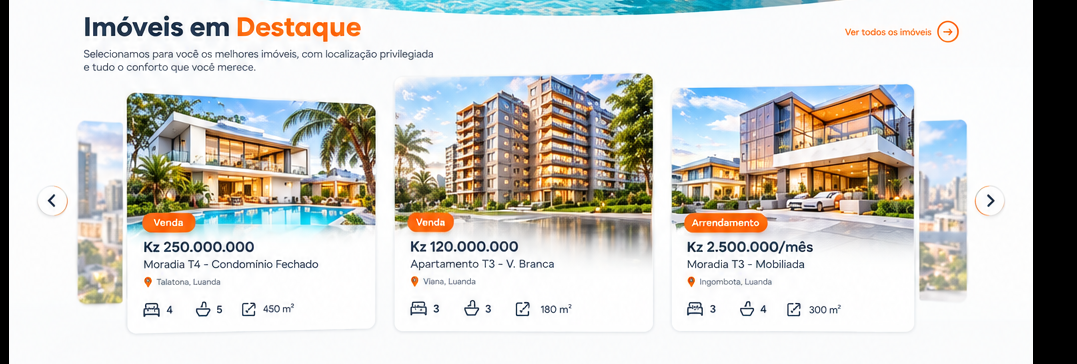 Imóveis em Destaque
Selecionamos para você os melhores imóveis, com localização privilegiada
e tudo o conforto que você merece.
Ver todos os imóveis
Venda
Kz 250.000.000
Moradia T4 - Condomínio Fechado
Talatona, Luanda
4 5 450 m²
Venda
Kz 120.000.000
Apartamento T3 - V. Branca
Viana, Luanda
3 3 180 m²
Arrendamento
Kz 2.500.000/mês
Moradia T3 - Mobiliada
Ingombota, Luanda
3 4 300 m²